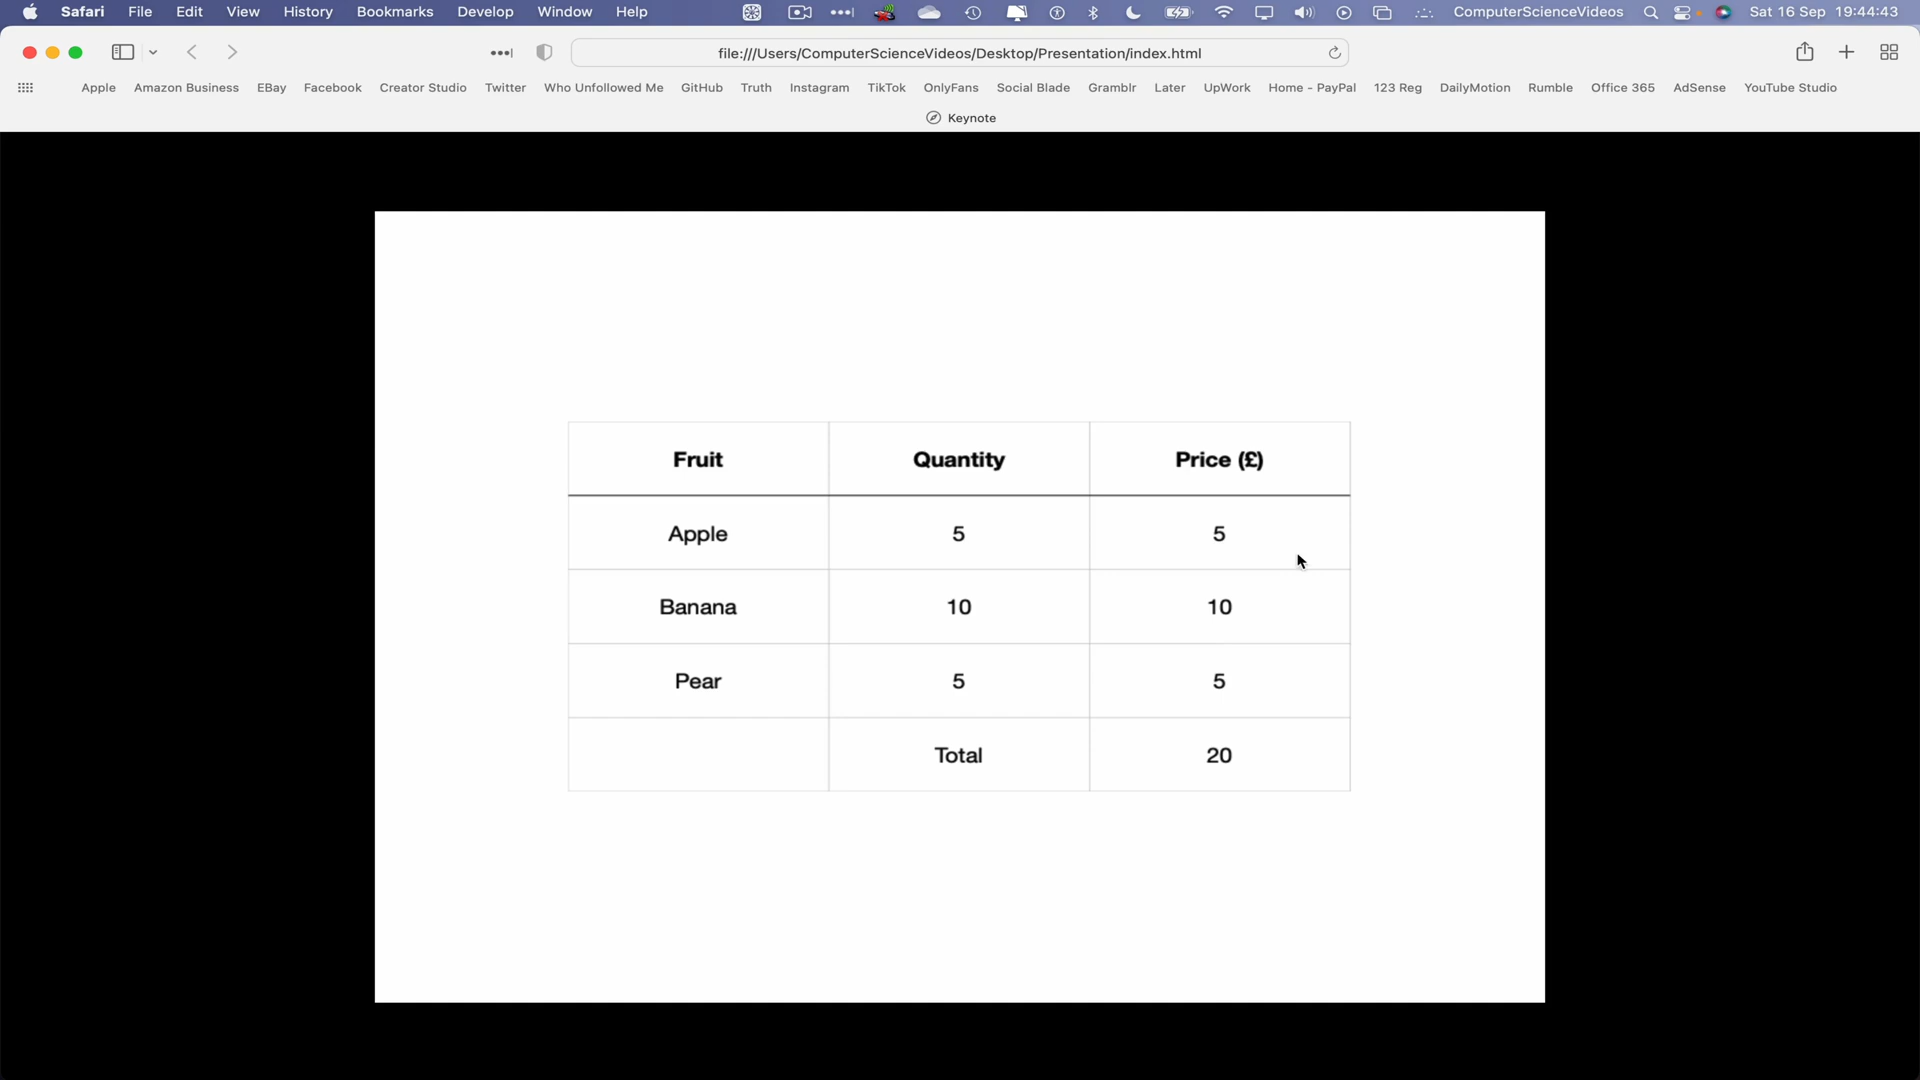 Safari File Edit View History Bookmarks Develop Window Help ComputerScienceVideos Sat 16 Sep 19:44:43
file:///Users/ComputerScienceVideos/Desktop/Presentation/index.html
Apple Amazon Business EBay Facebook Creator Studio Twitter Who Unfollowed Me GitHub Truth Instagram TikTok OnlyFans Social Blade Gramblr Later UpWork Home - PayPal 123 Reg DailyMotion Rumble Office 365 AdSense YouTube Studio
Keynote
Fruit Quantity Price (£)
Apple 5 5
Banana 10 10
Pear 5 5
Total 20